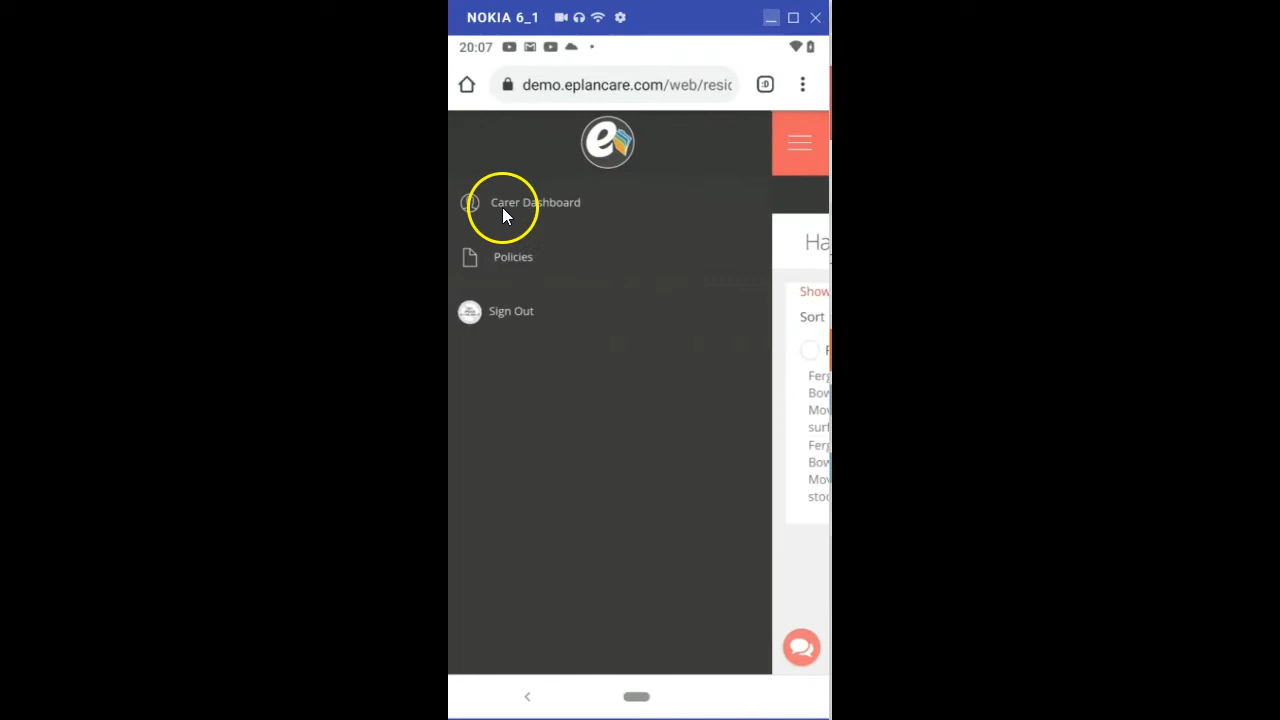 NOKIA 6_1
20:07
demo.eplancare.com/web/resid
e
Carer Dashboard
Policies
Sign Out
Ha
Show
Sort
Ferg
Bow
Mov
surf
Ferg
Bow
Mov
stoc